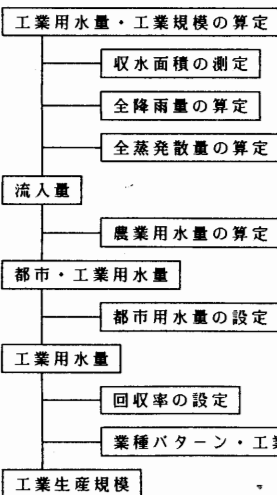 工業用水量・工業規模の算定
収水面積の測定
全降雨量の算定
全蒸発散量の算定
流入量
農業用水量の算定
都市・工業用水量
都市用水量の設定
工業用水量
回収率の設定
業種パターン・工業
工業生産規模